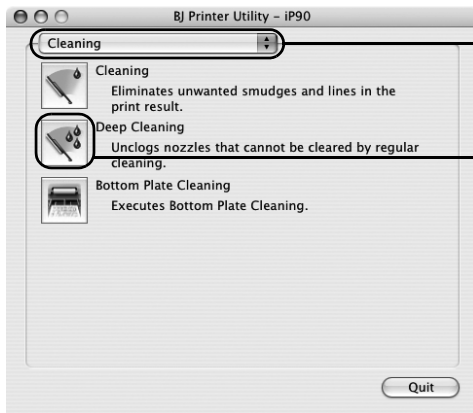 BJ Printer Utility – iP90
Cleaning
Cleaning
Eliminates unwanted smudges and lines in the
print result.
Deep Cleaning
Unclogs nozzles that cannot be cleared by regular
cleaning.
Bottom Plate Cleaning
Executes Bottom Plate Cleaning.
Quit